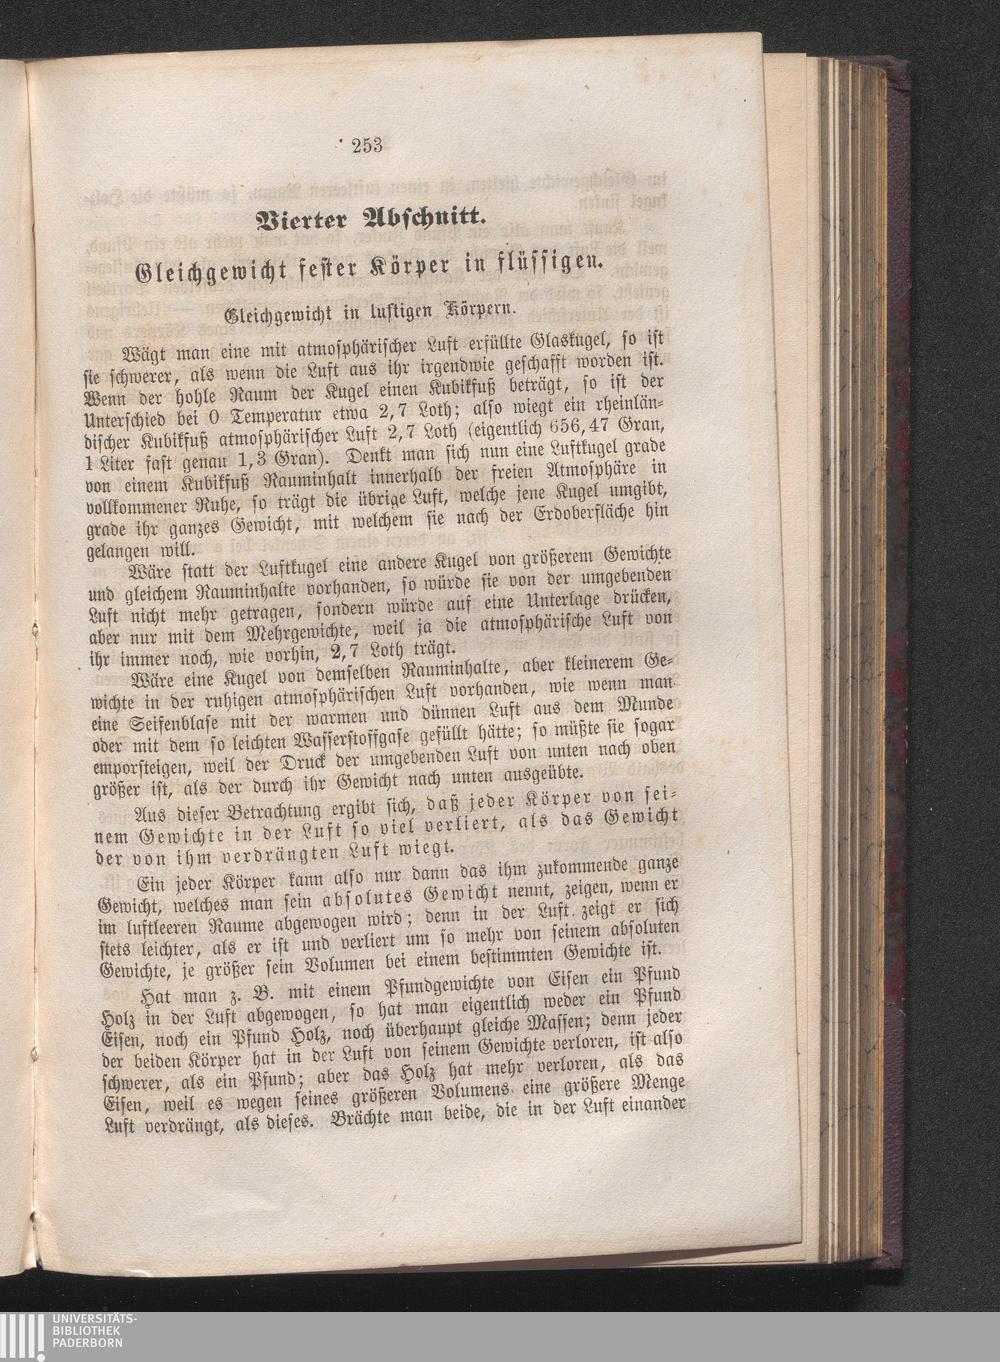 253
Vierter Abschnitt.
Gleichgewicht fester Körper in flüssigen.
Gleichgewicht in luftigen Körpern.
Wägt man eine mit atmosphärischer Luft erfüllte Glaskugel, so ist
sie schwerer, als wenn die Luft aus ihr irgendwie geschafft worden ist.
Wenn der hohle Raum der Kugel einen Kubikfuß beträgt, so ist der
Unterschied bei 0 Temperatur etwa 2,7 Loth; also wiegt ein rheinlän-
discher Kubikfuß atmosphärischer Luft 2,7 Loth (eigentlich 656,47 Gran,
1 Liter fast genau 1,3 Gran). Denkt man sich nun eine Luftkugel grade
von einem Kubikfuß Rauminhalt innerhalb der freien Atmosphäre in
vollkommener Ruhe, so trägt die übrige Luft, welche jene Kugel umgibt,
grade ihr ganzes Gewicht, mit welchem sie nach der Erdoberfläche hin
gelangen will.
Wäre statt der Luftkugel eine andere Kugel von größerem Gewichte
und gleichem Rauminhalte vorhanden, so würde sie von der umgebenden
Luft nicht mehr getragen, sondern würde auf eine Unterlage drücken,
aber nur mit dem Mehrgewichte, weil ja die atmosphärische Luft von
ihr immer noch, wie vorhin, 2,7 Loth trägt.
Wäre eine Kugel von demselben Rauminhalte, aber kleinerem Ge-
wichte in der ruhigen atmosphärischen Luft vorhanden, wie wenn man
eine Seifenblase mit der warmen und dünnen Luft aus dem Munde
oder mit dem so leichten Wasserstoffgase gefüllt hätte; so müßte sie sogar
emporsteigen, weil der Druck der umgebenden Luft von unten nach oben
größer ist, als der durch ihr Gewicht nach unten ausgeübte.
Aus dieser Betrachtung ergibt sich, daß jeder Körper von sei-
nem Gewichte in der Luft so viel verliert, als das Gewicht
der von ihm verdrängten Luft wiegt.
Ein jeder Körper kann also nur dann das ihm zukommende ganze
Gewicht, welches man sein absolutes Gewicht nennt, zeigen, wenn er
im luftleeren Raume abgewogen wird; denn in der Luft zeigt er sich
stets leichter, als er ist und verliert um so mehr von seinem absoluten
Gewichte, je größer sein Volumen bei einem bestimmten Gewichte ist.
Hat man z. B. mit einem Pfundgewichte von Eisen ein Pfund
Holz in der Luft abgewogen, so hat man eigentlich weder ein Pfund
Eisen, noch ein Pfund Holz, noch überhaupt gleiche Massen; denn jeder
der beiden Körper hat in der Luft von seinem Gewichte verloren, ist also
schwerer, als ein Pfund; aber das Holz hat mehr verloren, als das
Eisen, weil es wegen seines größeren Volumens eine größere Menge
Luft verdrängt, als dieses. Brächte man beide, die in der Luft einander
UNIVERSITÄTS-
BIBLIOTHEK
PADERBORN